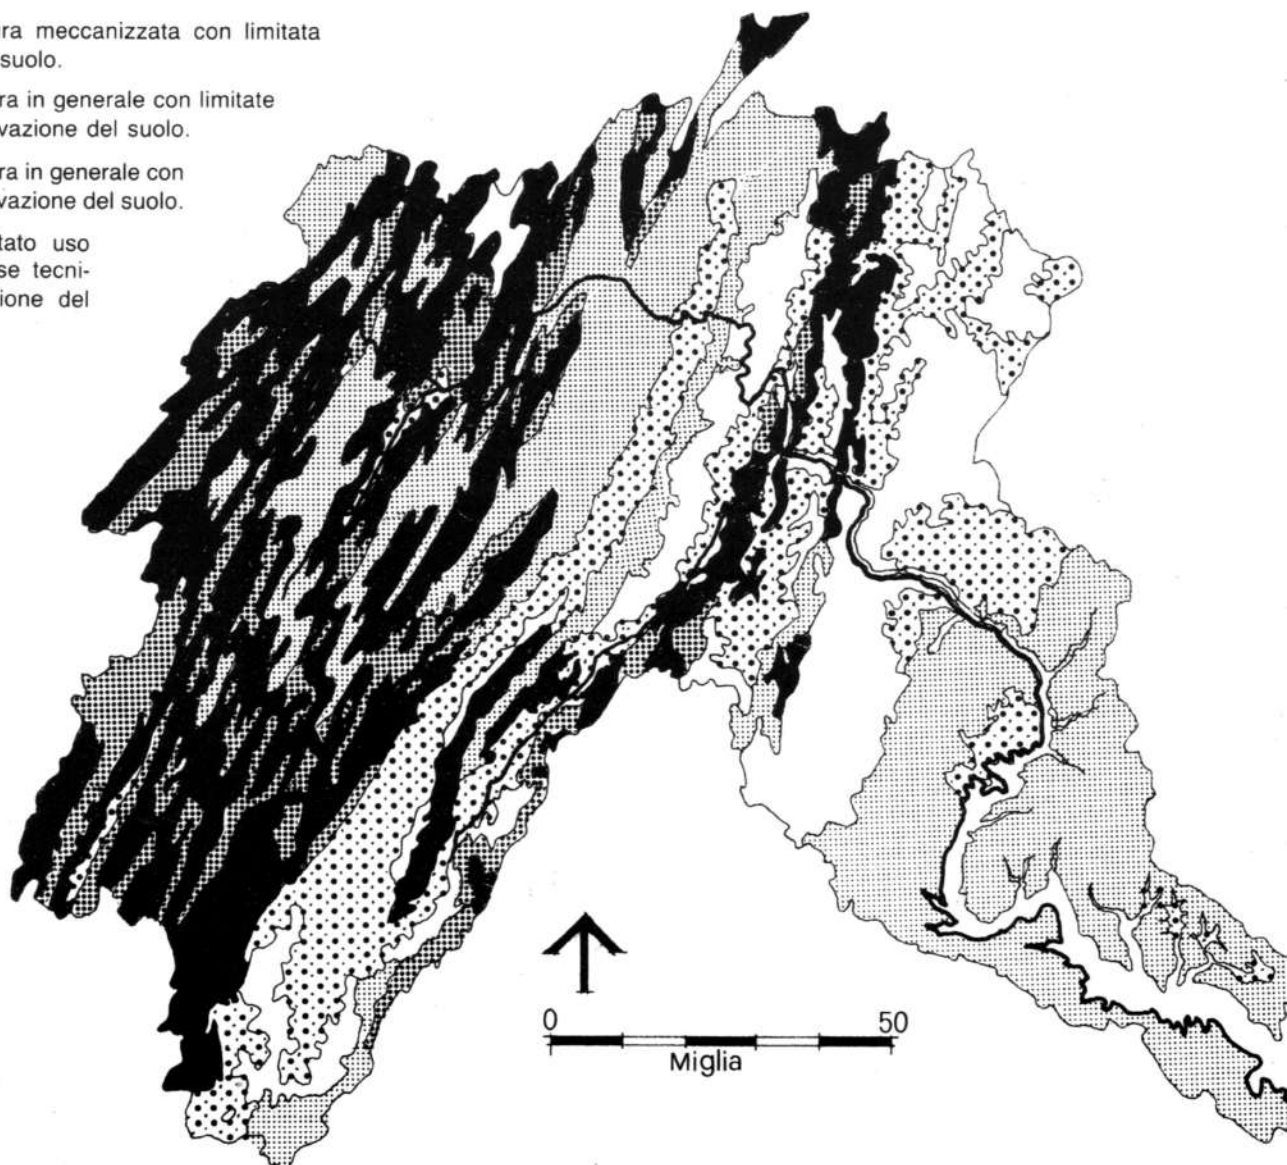 ra meccanizzata con limitata
suolo.
ra in generale con limitate
vazione del suolo.
ra in generale con
vazione del suolo.
tato uso
se tecni-
ione del
0 50
Miglia